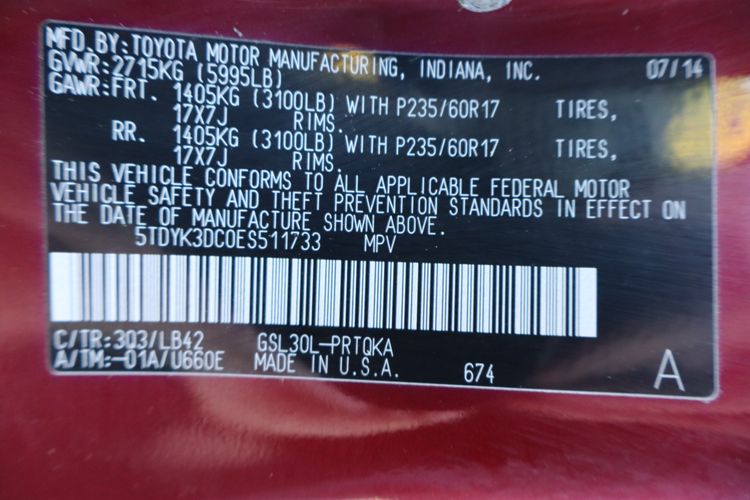 MFD.BY:TOYOTA MOTOR MANUFACTURING, INDIANA, INC. 07/14
GVWR:2715KG (5995LB)
GAWR:FRT. 1405KG (3100LB) WITH P235/60R17 TIRES,
17X7J RIMS.
RR. 1405KG (3100LB) WITH P235/60R17 TIRES,
17X7J RIMS.
THIS VEHICLE CONFORMS TO ALL APPLICABLE FEDERAL MOTOR
VEHICLE SAFETY AND THEFT PREVENTION STANDARDS IN EFFECT ON
THE DATE OF MANUFACTURE SHOWN ABOVE.
5TDYK3DC0ES511733 MPV
C/TR:3Q3/LB42 GSL30L-PRTQKA
A/TM:-01A/U660E MADE IN U.S.A. 674 A